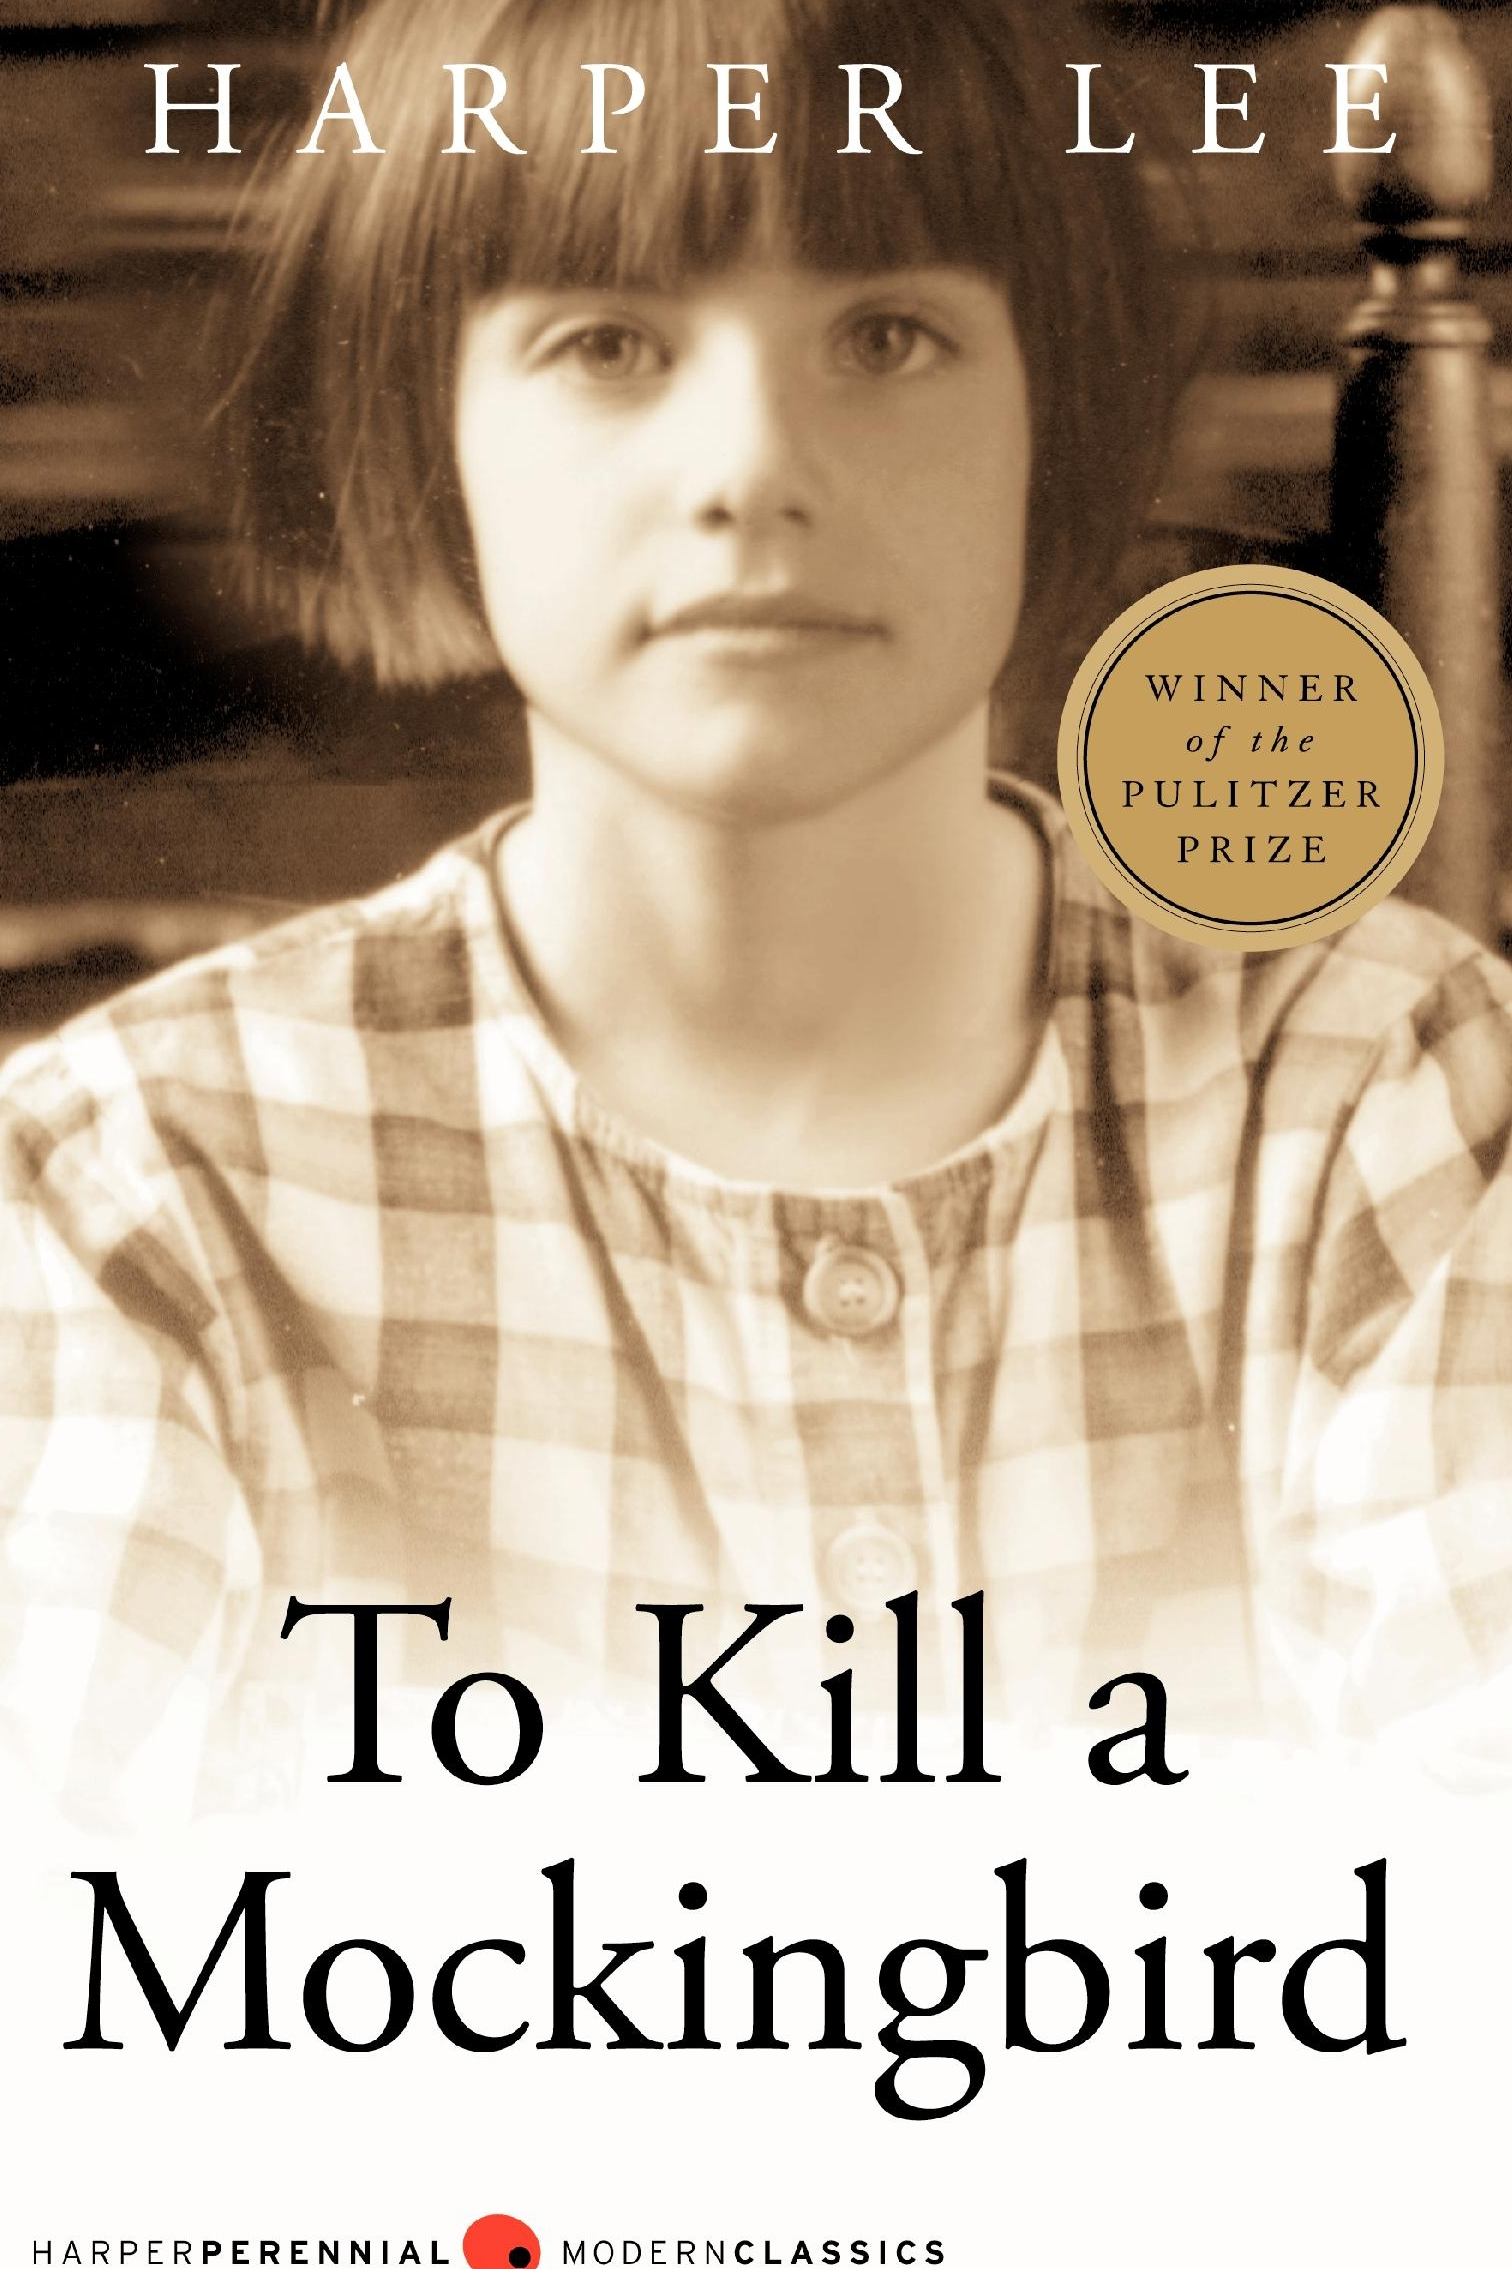 HARPER LEE
WINNER
of the
PULITZER
PRIZE
To Kill a
Mockingbird
HARPERPERENNIAL MODERNCLASSICS